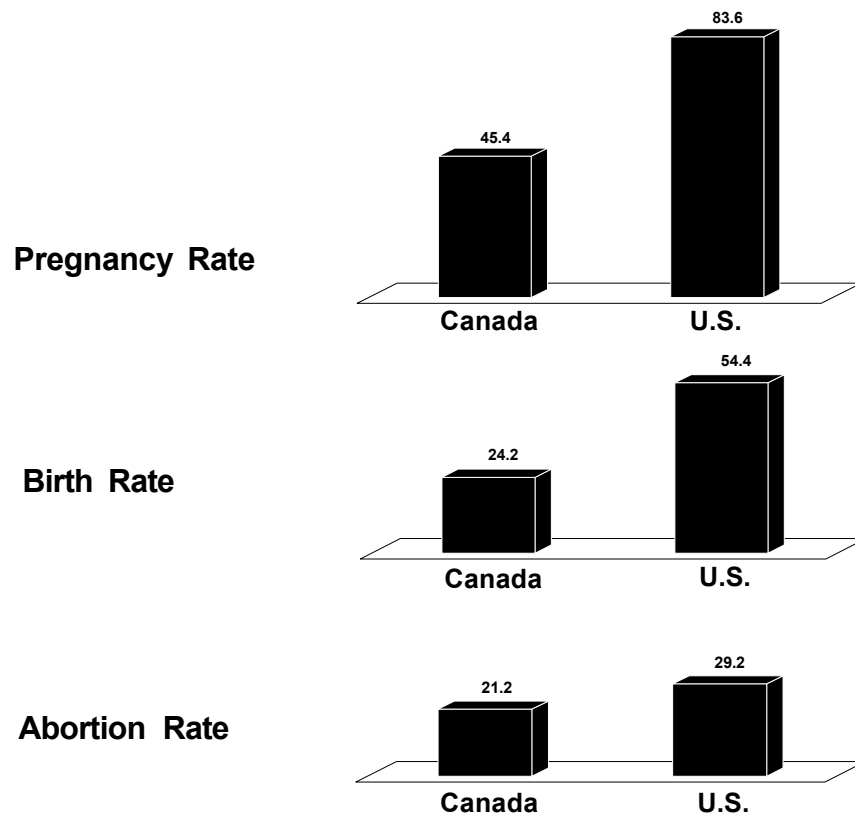 83.6
45.4
Pregnancy Rate
Canada U.S.
54.4
24.2
Birth Rate
Canada U.S.
29.2
21.2
Abortion Rate
Canada U.S.